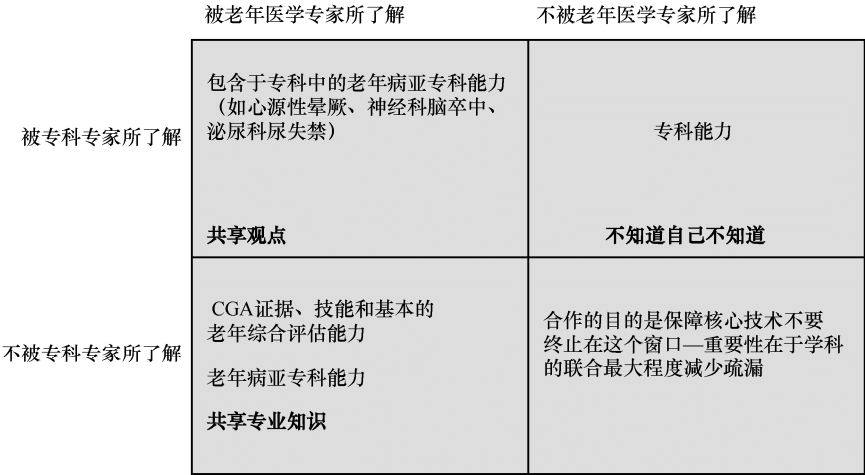 被老年医学专家所了解
不被老年医学专家所了解
被专科专家所了解
包含于专科中的老年病亚专科能力
（如心源性晕厥、神经科脑卒中、
泌尿科尿失禁）
共享观点
专科能力
不知道自己不知道
不被专科专家所了解
CGA证据、技能和基本的
老年综合评估能力
老年病亚专科能力
共享专业知识
合作的目的是保障核心技术不要
终止在这个窗口—重要性在于学科
的联合最大程度减少疏漏